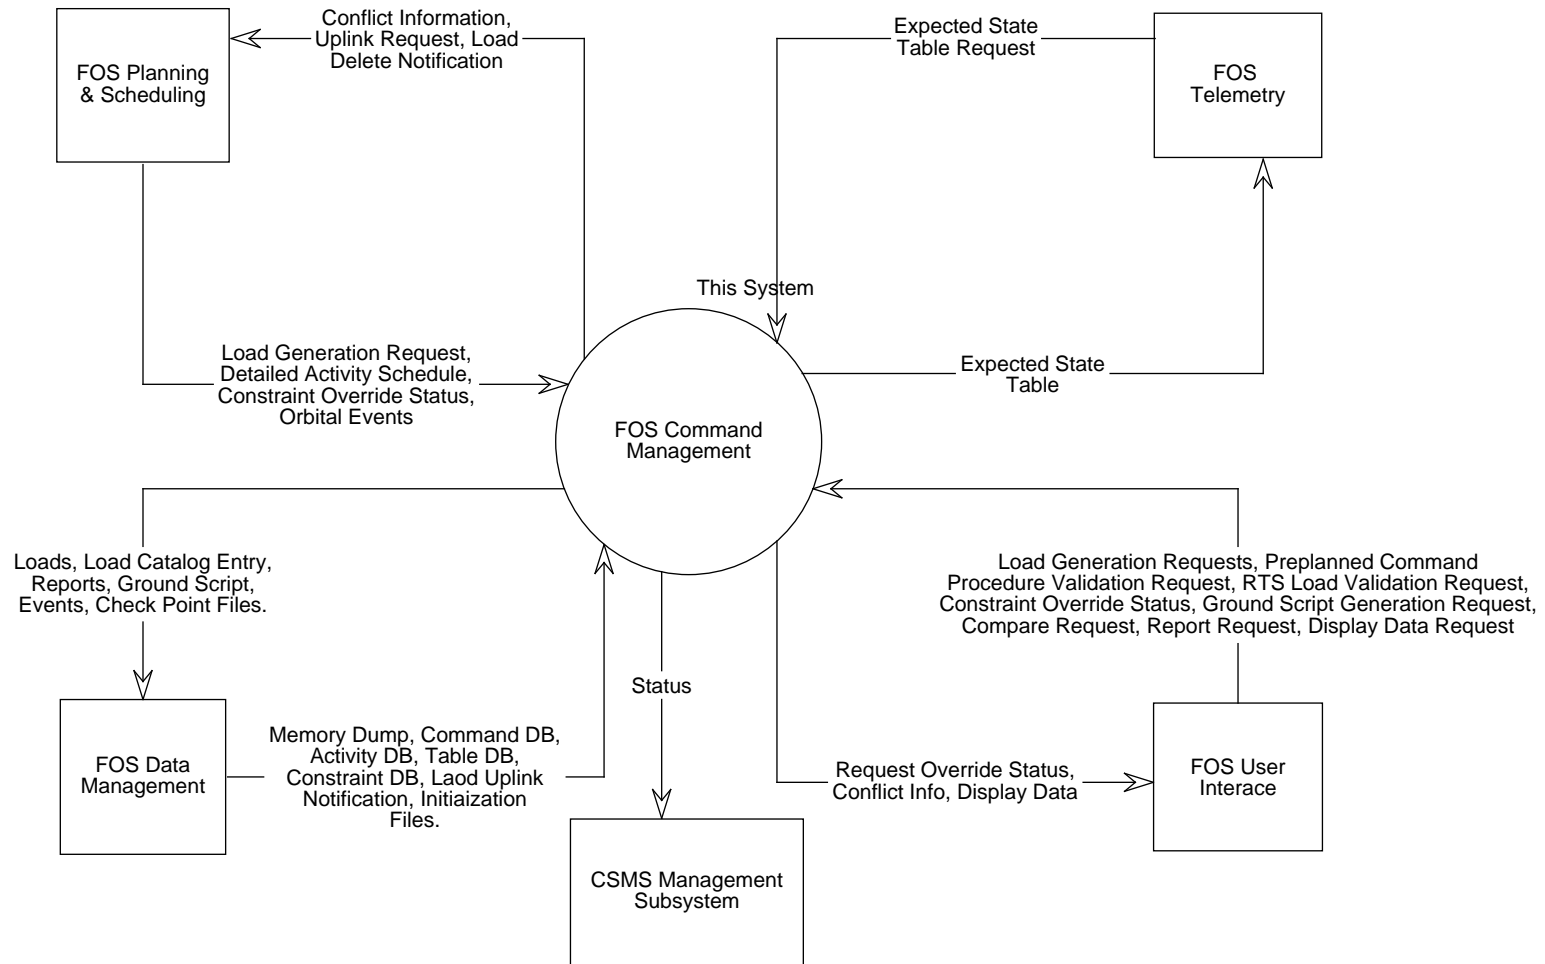 Conflict Information,
Uplink Request, Load
Delete Notification
Expected State
Table Request
FOS Planning
& Scheduling
FOS
Telemetry
This System
Load Generation Request,
Detailed Activity Schedule,
Constraint Override Status,
Orbital Events
Expected State
Table
FOS Command
Management
Loads, Load Catalog Entry,
Reports, Ground Script,
Events, Check Point Files.
Load Generation Requests, Preplanned Command
Procedure Validation Request, RTS Load Validation Request,
Constraint Override Status, Ground Script Generation Request,
Compare Request, Report Request, Display Data Request
Status
FOS Data
Management
Memory Dump, Command DB,
Activity DB, Table DB,
Constraint DB, Laod Uplink
Notification, Initiaization
Files.
Request Override Status,
Conflict Info, Display Data
FOS User
Interace
CSMS Management
Subsystem